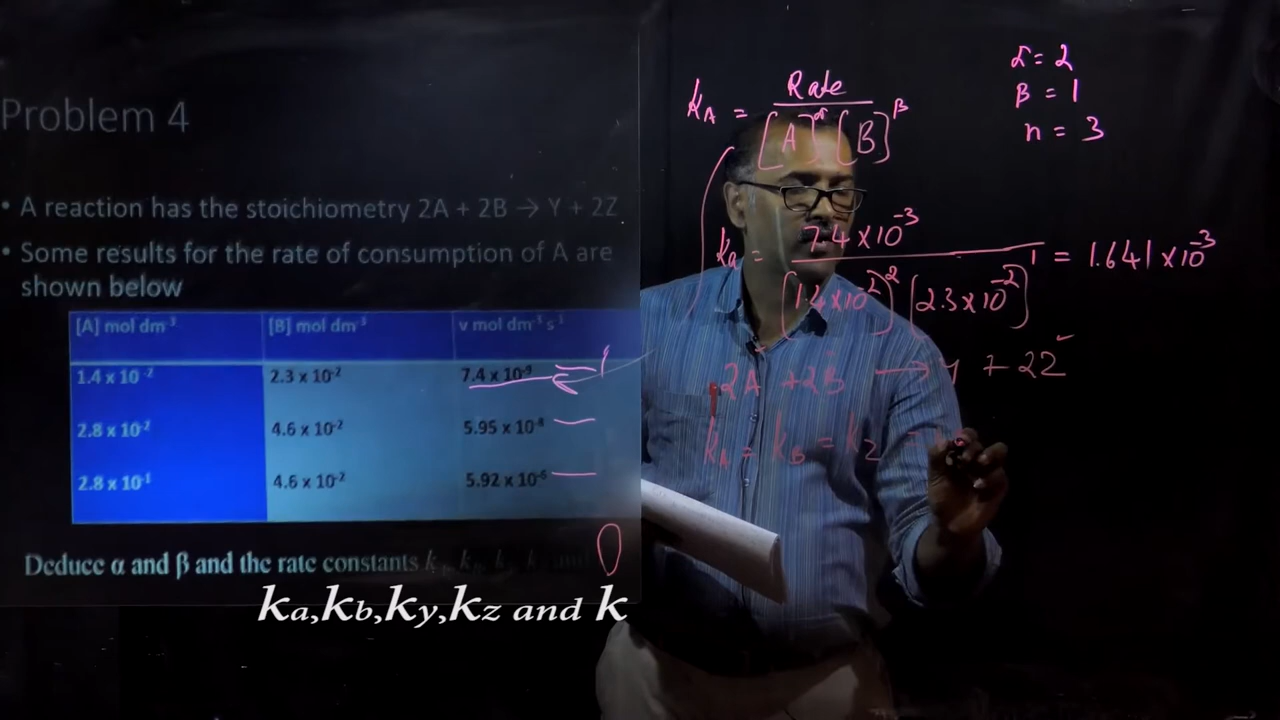 Problem 4
• A reaction has the stoichiometry 2A + 2B → Y + 2Z
• Some results for the rate of consumption of A are
shown below
[A] mol dm⁻³ [B] mol dm⁻³ v mol dm⁻³ s⁻¹
1.4 x 10⁻² 2.3 x 10⁻² 7.4 x 10⁻⁹
2.8 x 10⁻² 4.6 x 10⁻² 5.95 x 10⁻⁸
2.8 x 10⁻¹ 4.6 x 10⁻² 5.92 x 10⁻⁶
Deduce α and β and the rate constants
ka,kb,ky,kz and k
α = 2
β = 1
n = 3
k_A = Rate / [A]^α [B]^β
k_a = 7.4 x 10⁻³ / (1.4 x 10⁻²)² (2.3 x 10⁻²)¹ = 1.641 x 10⁻³
2A + 2B → Y + 2Z
k_A = k_B = k_Z =